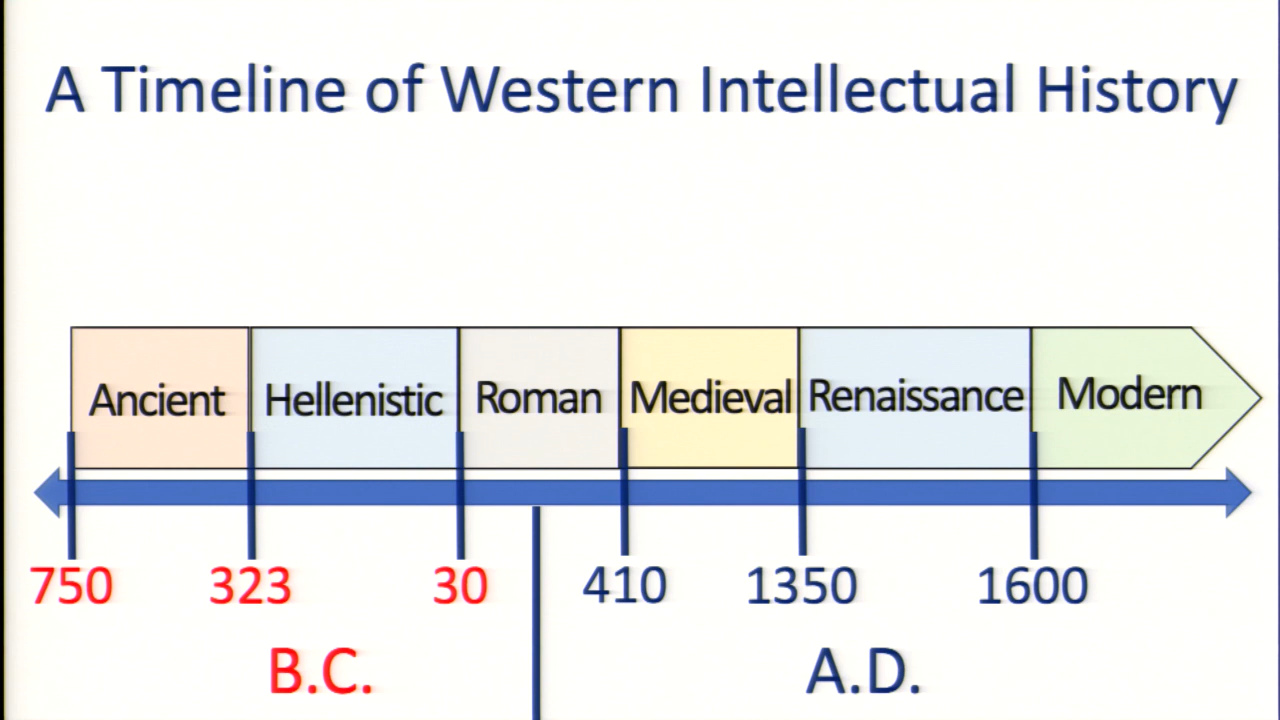 A Timeline of Western Intellectual History
Ancient Hellenistic Roman Medieval Renaissance Modern
750 323 30 410 1350 1600
B.C. A.D.